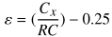 ε = (C_x / RC) − 0.25